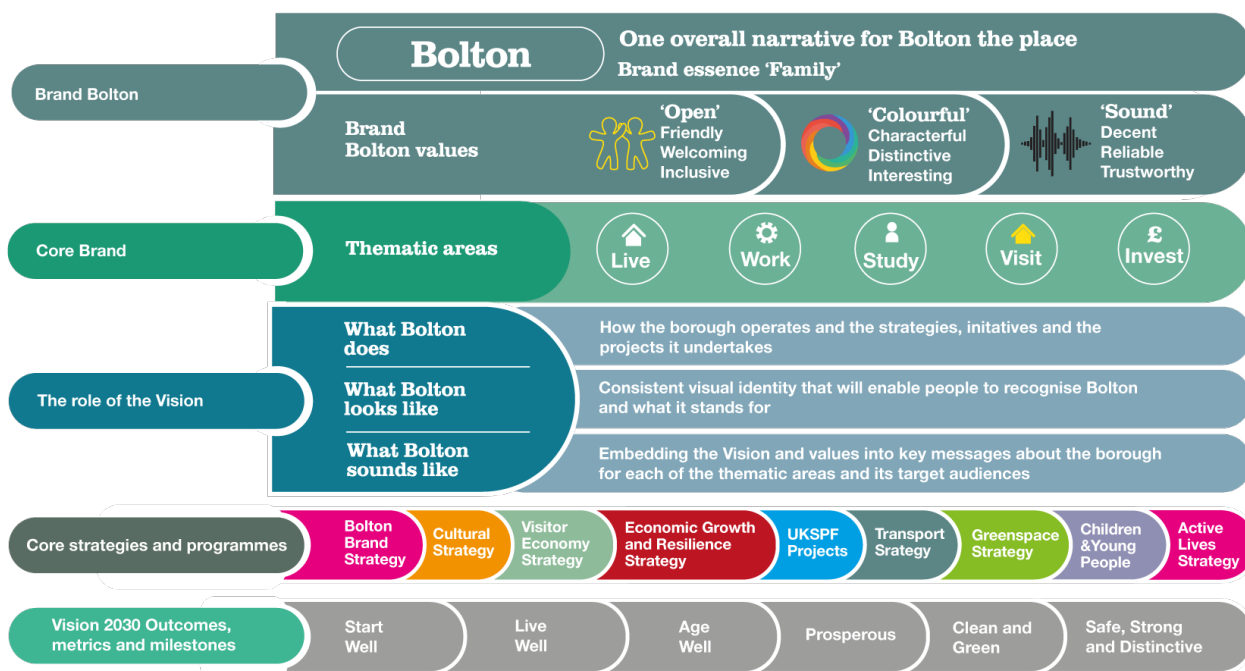 Bolton
One overall narrative for Bolton the place
Brand essence ‘Family’
Brand Bolton
Brand
Bolton values
‘Open’
Friendly
Welcoming
Inclusive
‘Colourful’
Characterful
Distinctive
Interesting
‘Sound’
Decent
Reliable
Trustworthy
Core Brand
Thematic areas
Live
Work
Study
Visit
£
Invest
The role of the Vision
What Bolton
does
How the borough operates and the strategies, initatives and the
projects it undertakes
What Bolton
looks like
Consistent visual identity that will enable people to recognise Bolton
and what it stands for
What Bolton
sounds like
Embedding the Vision and values into key messages about the borough
for each of the thematic areas and its target audiences
Core strategies and programmes
Bolton
Brand
Strategy
Cultural
Strategy
Visitor
Economy
Strategy
Economic Growth
and Resilience
Strategy
UKSPF
Projects
Transport
Srategy
Greenspace
Strategy
Children
&Young
People
Active
Lives
Strategy
Vision 2030 Outcomes,
metrics and milestones
Start
Well
Live
Well
Age
Well
Prosperous
Clean and
Green
Safe, Strong
and Distinctive